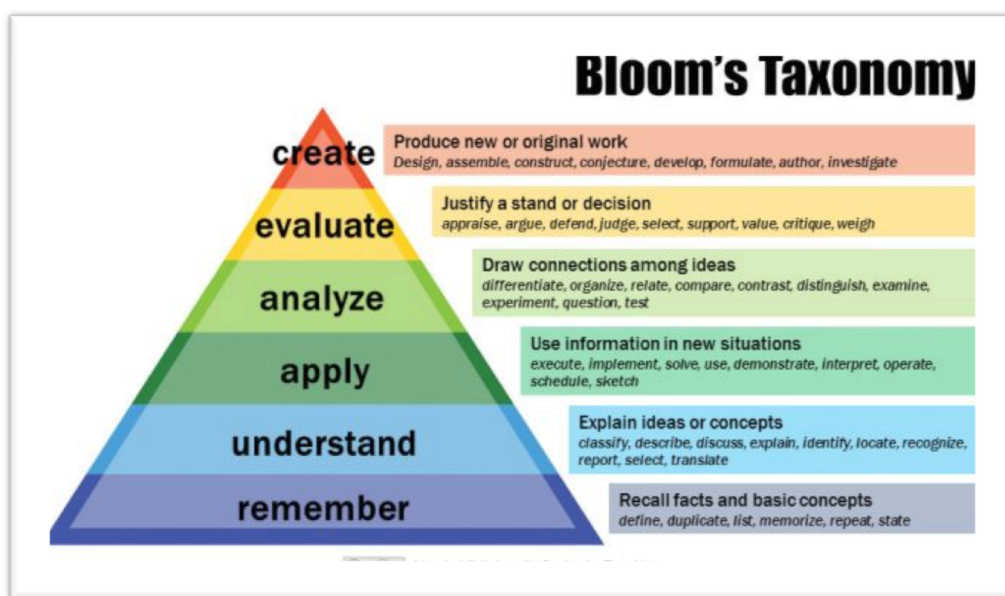 Bloom's Taxonomy
create
Produce new or original work
Design, assemble, construct, conjecture, develop, formulate, author, investigate
evaluate
Justify a stand or decision
appraise, argue, defend, judge, select, support, value, critique, weigh
analyze
Draw connections among ideas
differentiate, organize, relate, compare, contrast, distinguish, examine,
experiment, question, test
apply
Use information in new situations
execute, implement, solve, use, demonstrate, interpret, operate,
schedule, sketch
understand
Explain ideas or concepts
classify, describe, discuss, explain, identify, locate, recognize,
report, select, translate
remember
Recall facts and basic concepts
define, duplicate, list, memorize, repeat, state